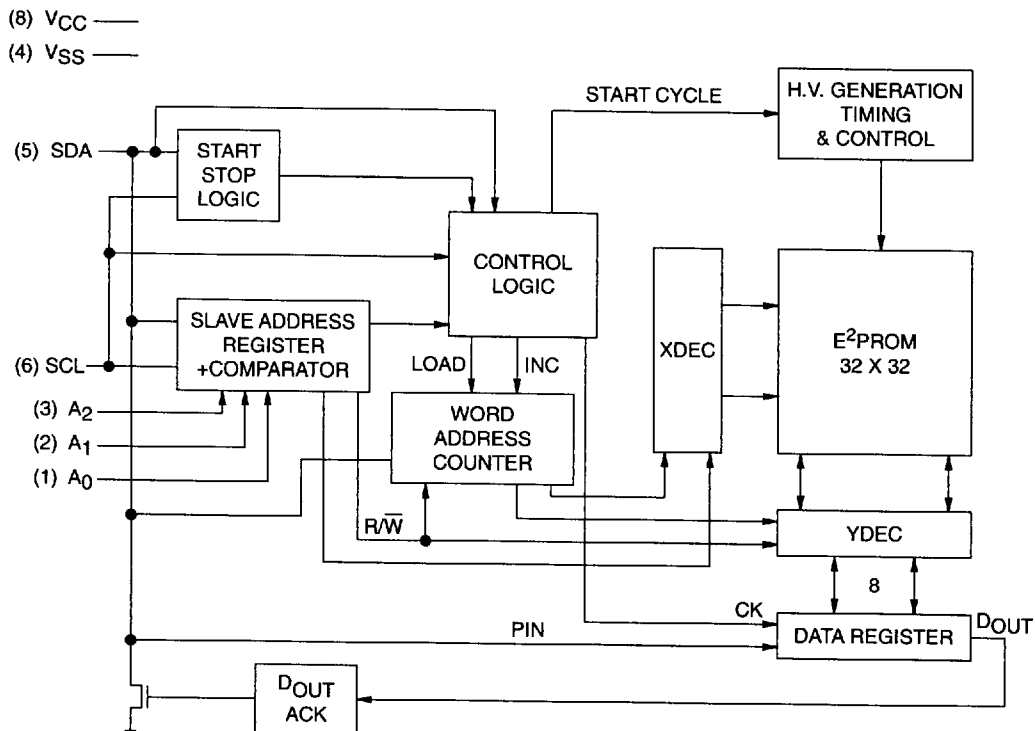 (8) VCC
(4) VSS
(5) SDA
START
STOP
LOGIC
START CYCLE
H.V. GENERATION
TIMING
& CONTROL
CONTROL
LOGIC
SLAVE ADDRESS
REGISTER
+COMPARATOR
(6) SCL
(3) A2
(2) A1
(1) A0
LOAD
INC
WORD
ADDRESS
COUNTER
XDEC
E²PROM
32 X 32
R/W̅
YDEC
8
CK
PIN
DATA REGISTER
DOUT
DOUT
ACK